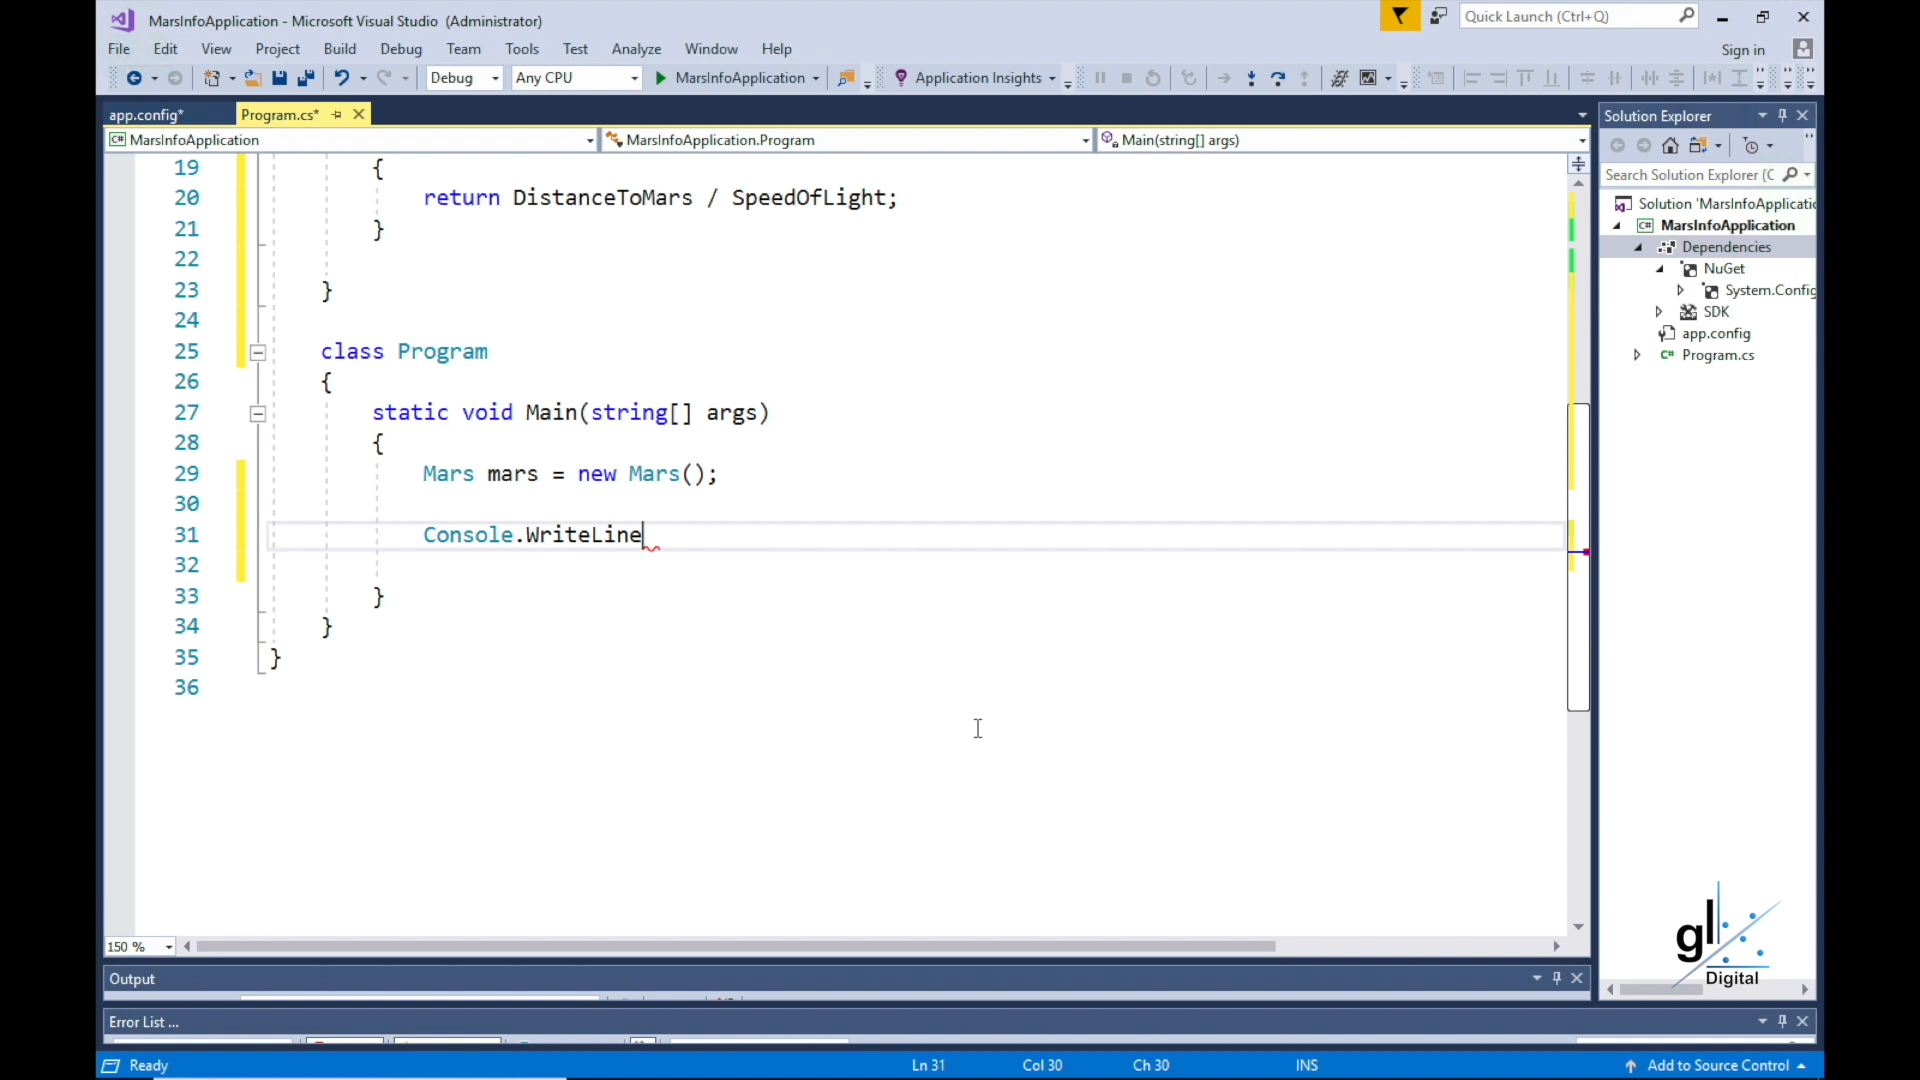 MarsInfoApplication - Microsoft Visual Studio (Administrator)
Quick Launch (Ctrl+Q)
File Edit View Project Build Debug Team Tools Test Analyze Window Help
Sign in
Debug Any CPU MarsInfoApplication Application Insights
app.config* Program.cs*
MarsInfoApplication MarsInfoApplication.Program Main(string[] args)
Solution Explorer
Search Solution Explorer (C
Solution 'MarsInfoApplicatio
MarsInfoApplication
Dependencies
NuGet
System.Config
SDK
app.config
Program.cs
19 {
20 return DistanceToMars / SpeedOfLight;
21 }
22
23 }
24
25 class Program
26 {
27 static void Main(string[] args)
28 {
29 Mars mars = new Mars();
30
31 Console.WriteLine
32
33 }
34 }
35 }
36
150 %
gl
Digital
Output
Error List ...
Ready Ln 31 Col 30 Ch 30 INS Add to Source Control